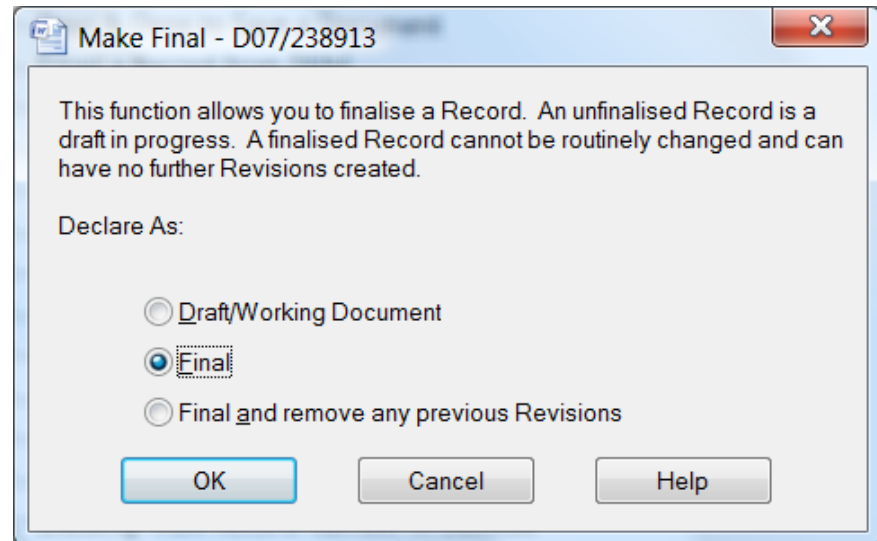 Make Final - D07/238913
This function allows you to finalise a Record. An unfinalised Record is a
draft in progress. A finalised Record cannot be routinely changed and can
have no further Revisions created.
Declare As:
Draft/Working Document
Final
Final and remove any previous Revisions
OK Cancel Help